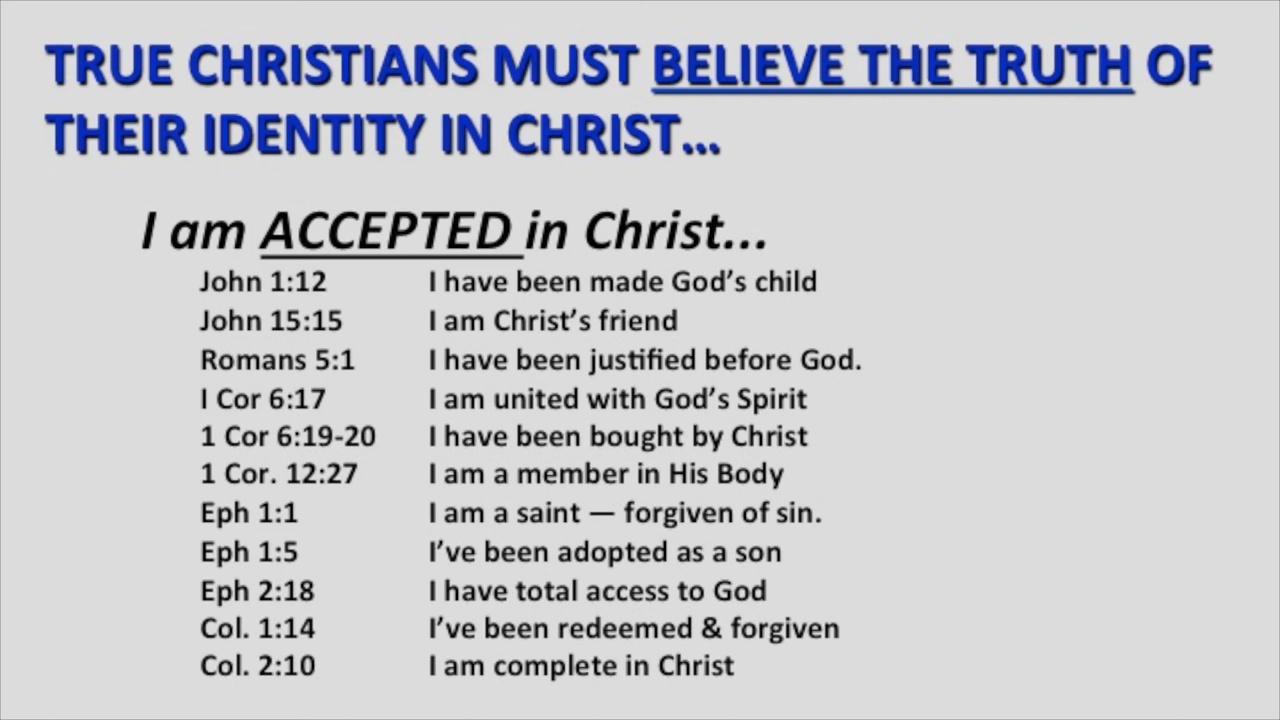 TRUE CHRISTIANS MUST BELIEVE THE TRUTH OF
THEIR IDENTITY IN CHRIST...
I am ACCEPTED in Christ...
John 1:12 I have been made God’s child
John 15:15 I am Christ’s friend
Romans 5:1 I have been justified before God.
I Cor 6:17 I am united with God’s Spirit
1 Cor 6:19-20 I have been bought by Christ
1 Cor. 12:27 I am a member in His Body
Eph 1:1 I am a saint — forgiven of sin.
Eph 1:5 I’ve been adopted as a son
Eph 2:18 I have total access to God
Col. 1:14 I’ve been redeemed & forgiven
Col. 2:10 I am complete in Christ